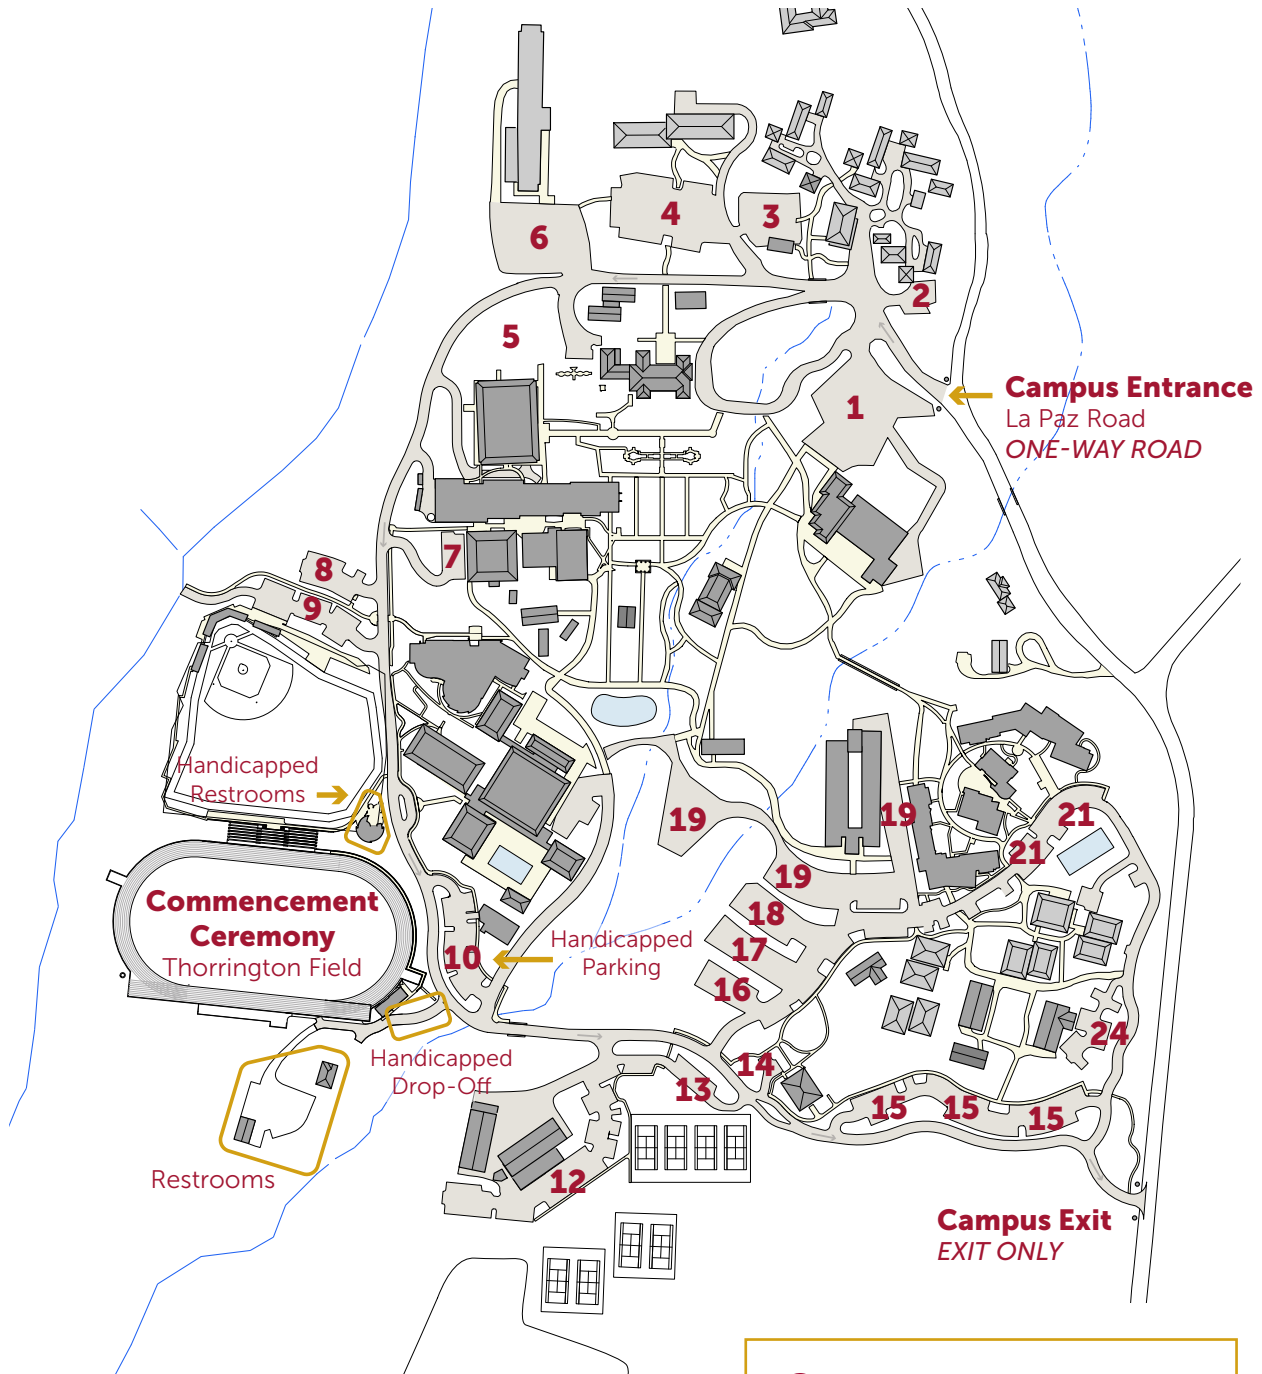 4
3
6
2
5
Campus Entrance
La Paz Road
ONE-WAY ROAD
1
7
8
9
Handicapped
Restrooms
19
19
21
21
19
18
17
16
Commencement
Ceremony
Thorrington Field
10
Handicapped
Parking
24
Handicapped
Drop-Off
14
13
15
15
15
Restrooms
12
Campus Exit
EXIT ONLY